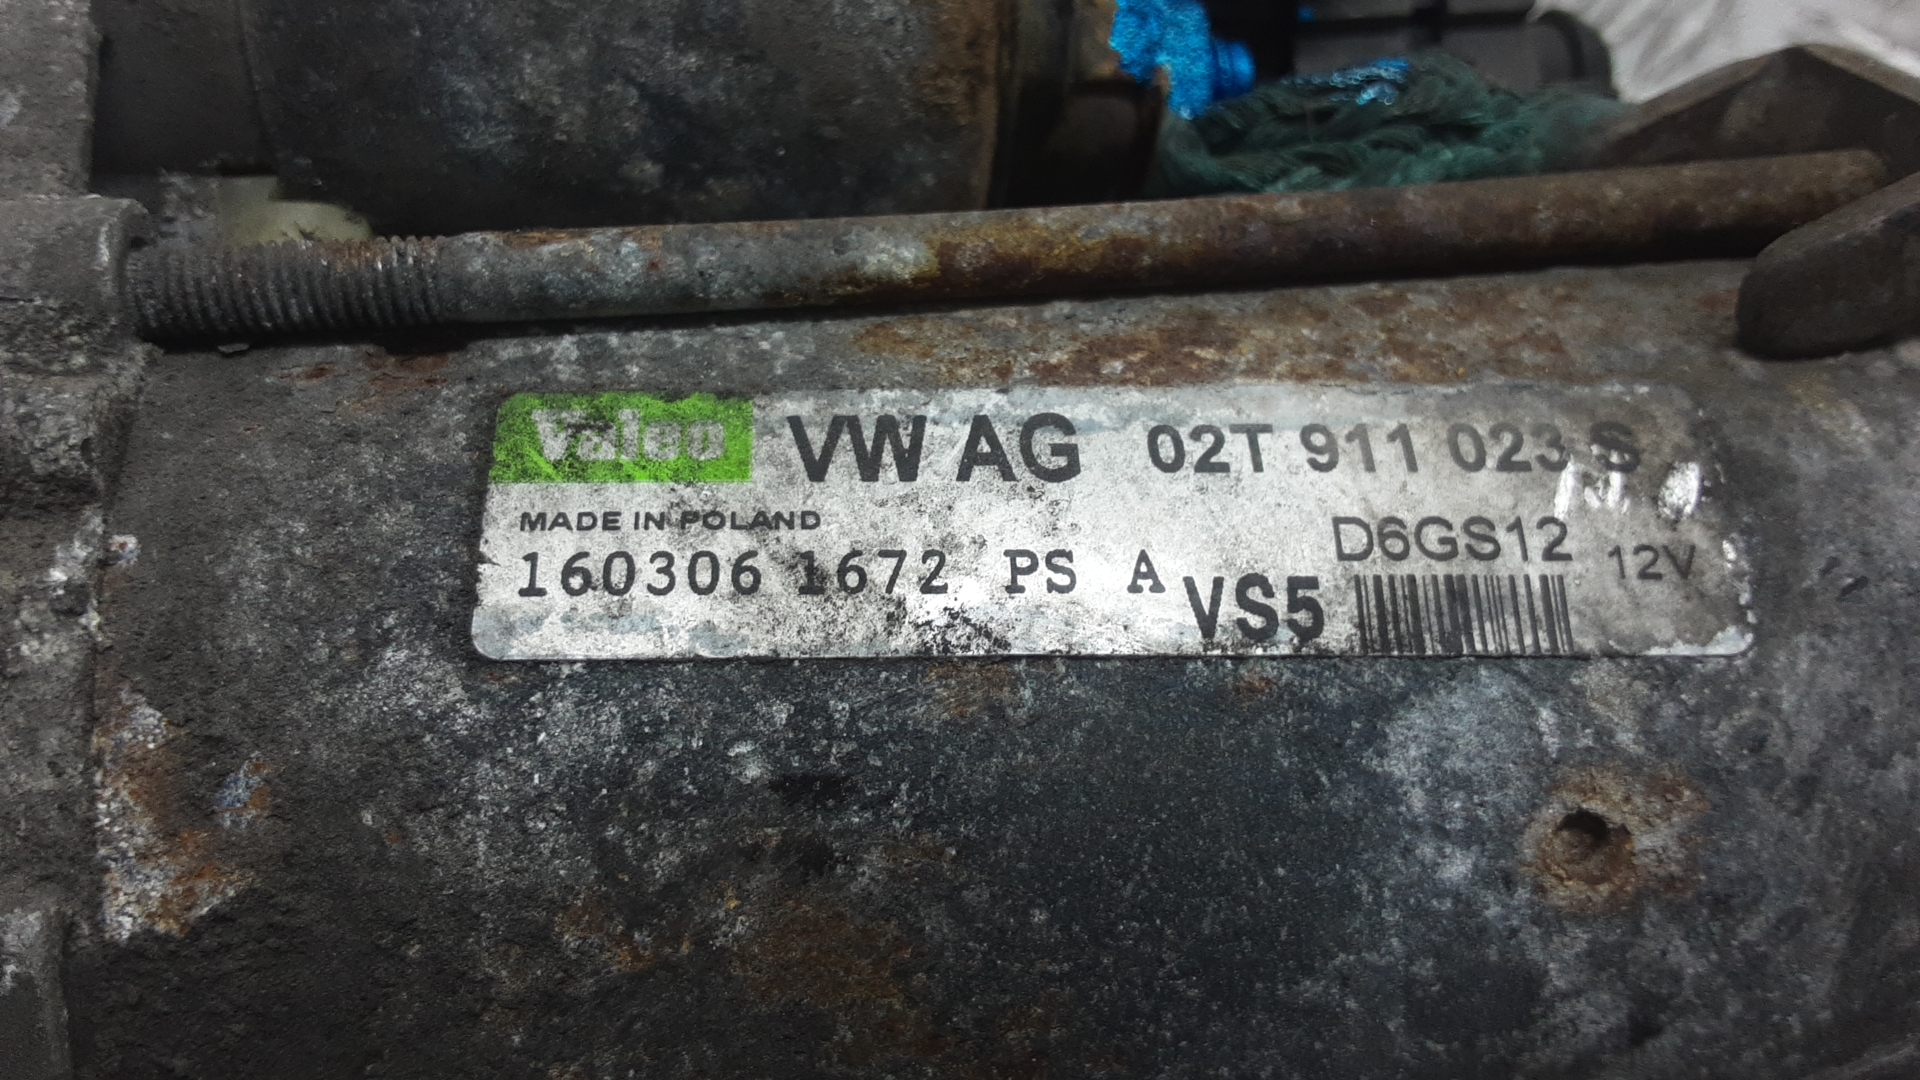 Valeo VW AG 02T 911 023 S
MADE IN POLAND D6GS12 12V
160306 1672 PS A VS5